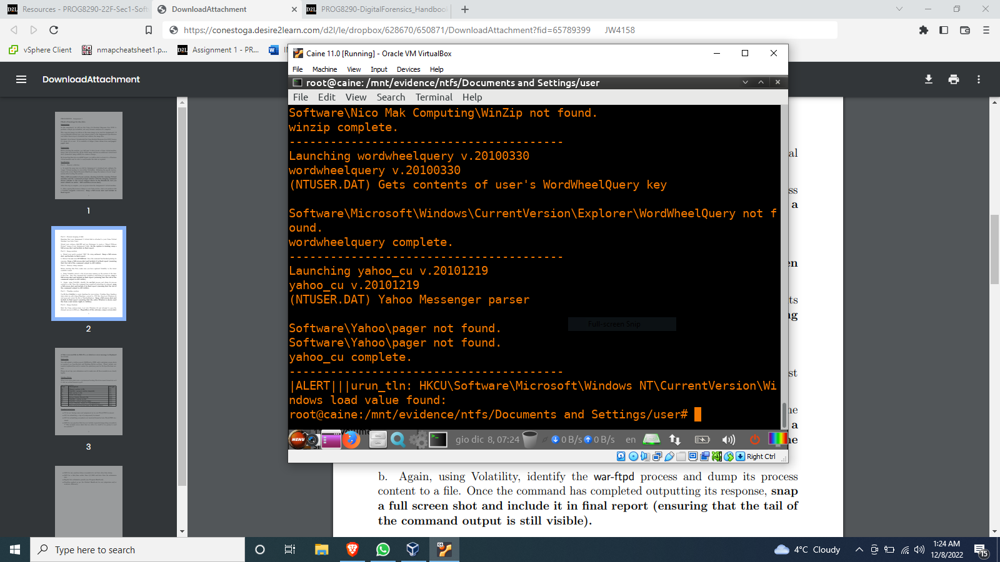 Resources - PROG8290-22F-Sec1-Soft
DownloadAttachment
PROG8290-DigitalForensics_Handbook
https://conestoga.desire2learn.com/d2l/le/dropbox/628670/650871/DownloadAttachment?fid=65789399
JW4158
vSphere Client
nmapcheatsheet1.p...
Assignment 1 - PR...
Caine 11.0 [Running] - Oracle VM VirtualBox
File Machine View Input Devices Help
DownloadAttachment
root@caine: /mnt/evidence/ntfs/Documents and Settings/user
File Edit View Search Terminal Help
Software\Nico Mak Computing\WinZip not found.
winzip complete.
----------------------------------------
Launching wordwheelquery v.20100330
wordwheelquery v.20100330
(NTUSER.DAT) Gets contents of user's WordWheelQuery key
Software\Microsoft\Windows\CurrentVersion\Explorer\WordWheelQuery not f
ound.
wordwheelquery complete.
----------------------------------------
Launching yahoo_cu v.20101219
yahoo_cu v.20101219
(NTUSER.DAT) Yahoo Messenger parser
Full-screen Snip
Software\Yahoo\pager not found.
Software\Yahoo\pager not found.
yahoo_cu complete.
----------------------------------------
|ALERT|||urun_tln: HKCU\Software\Microsoft\Windows NT\CurrentVersion\Wi
ndows load value found:
root@caine:/mnt/evidence/ntfs/Documents and Settings/user#
MENU
gio dic 8, 07:24
0 B/s 0 B/s
en
Right Ctrl
1
2
3
b. Again, using Volatility, identify the war-ftpd process and dump its process
content to a file. Once the command has completed outputting its response, snap
a full screen shot and include it in final report (ensuring that the tail of
the command output is still visible).
Type here to search
4°C Cloudy
1:24 AM
12/8/2022
15